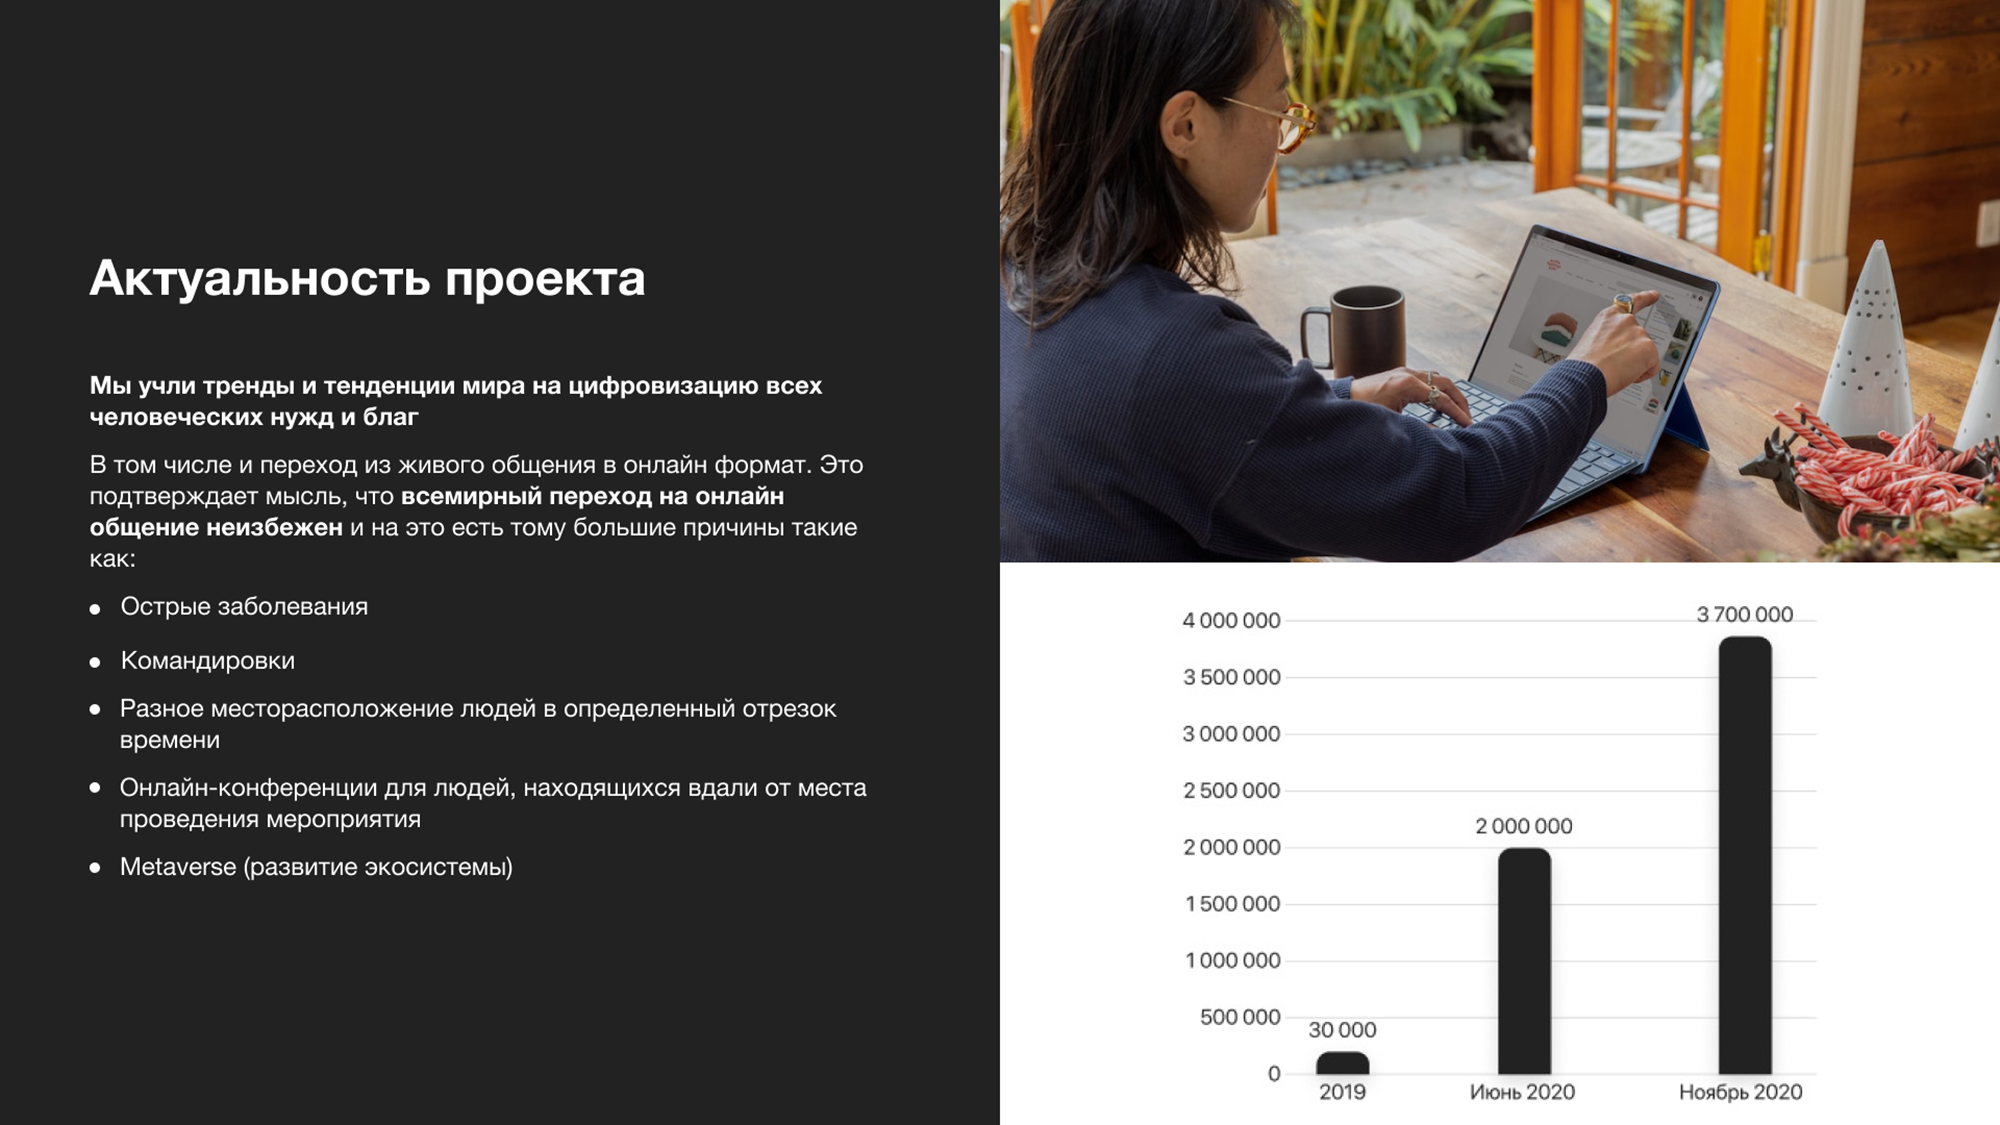 Актуальность проекта
Мы учли тренды и тенденции мира на цифровизацию всех
человеческих нужд и благ
В том числе и переход из живого общения в онлайн формат. Это
подтверждает мысль, что всемирный переход на онлайн
общение неизбежен и на это есть тому большие причины такие
как:
Острые заболевания
Командировки
Разное месторасположение людей в определенный отрезок
времени
Онлайн-конференции для людей, находящихся вдали от места
проведения мероприятия
Metaverse (развитие экосистемы)
4 000 000
3 700 000
3 500 000
3 000 000
2 500 000
2 000 000
2 000 000
1 500 000
1 000 000
500 000
30 000
0
2019
Июнь 2020
Ноябрь 2020